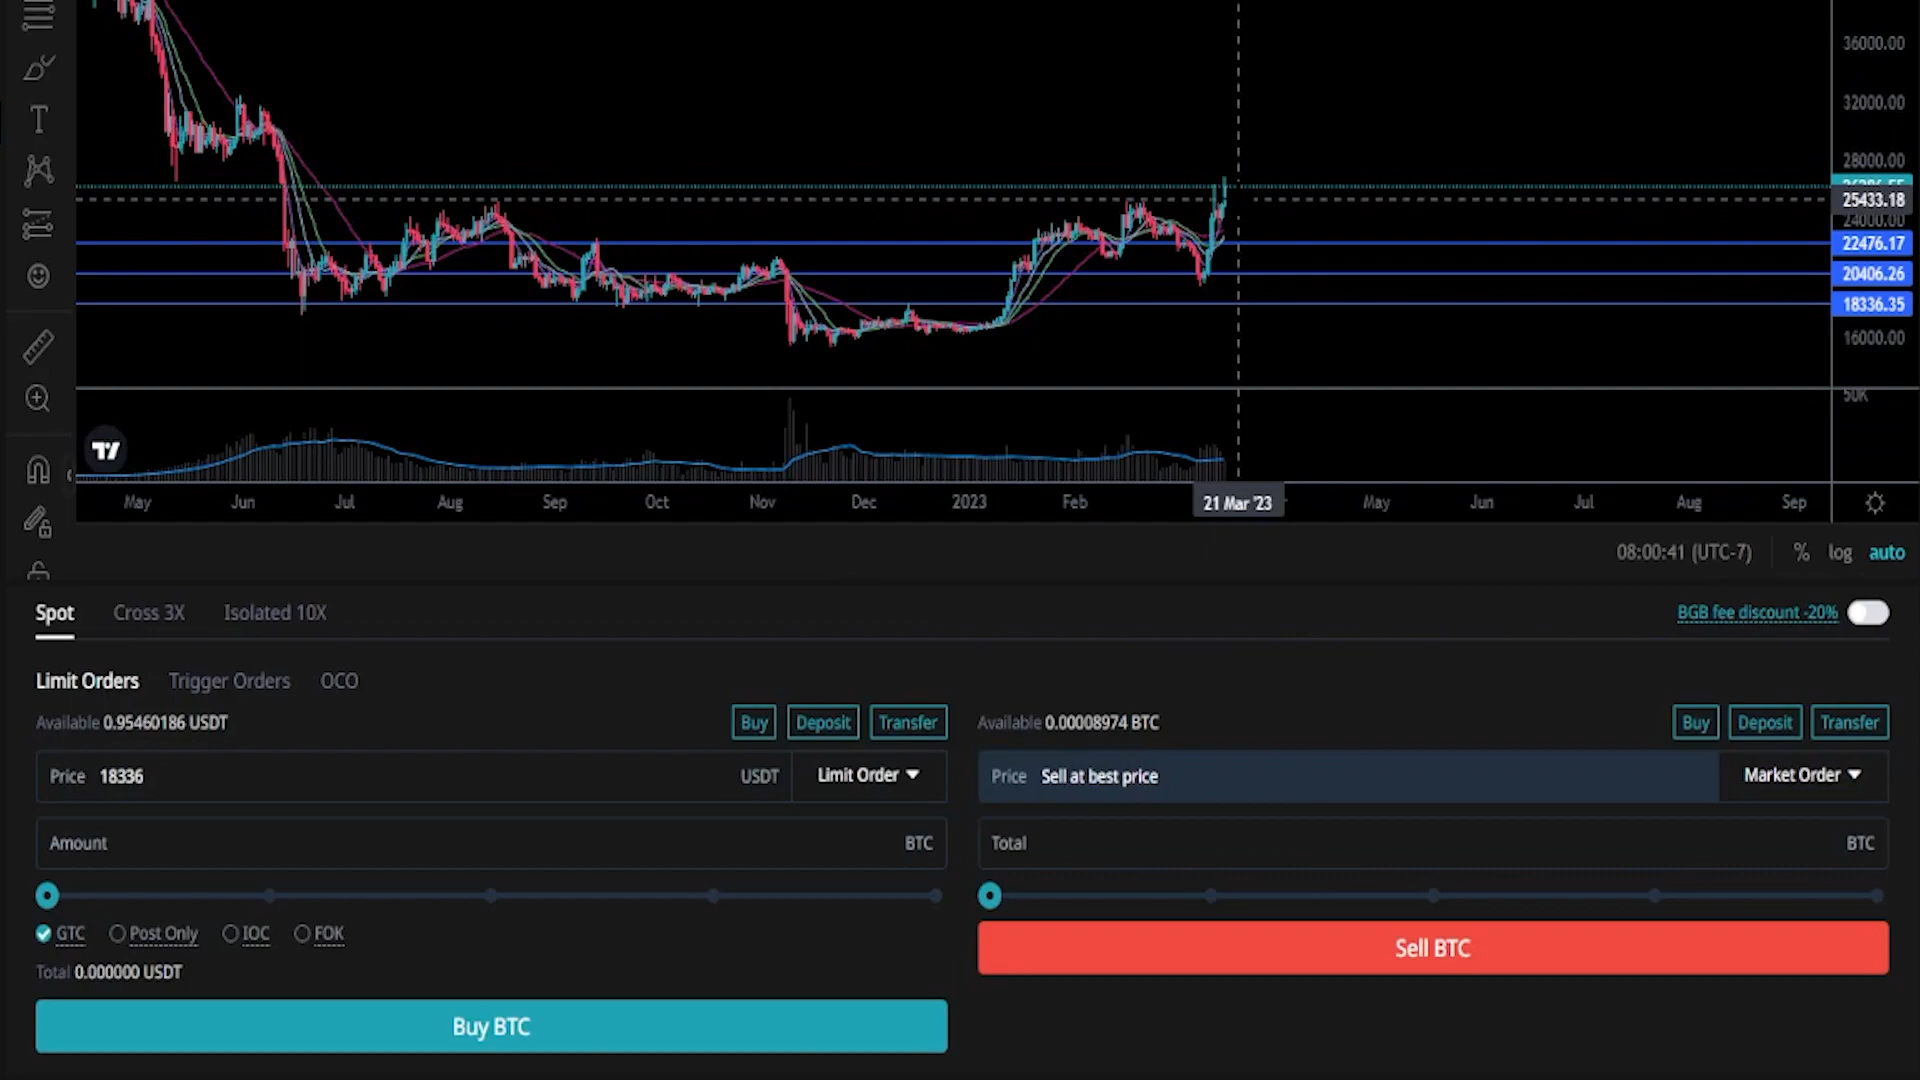 36000.00
32000.00
28000.00
25433.18
24000.00
22476.17
20406.26
18336.35
16000.00
50K
May Jun Jul Aug Sep Oct Nov Dec 2023 Feb 21 Mar '23 May Jun Jul Aug Sep
08:00:41 (UTC-7) % log auto
Spot Cross 3X Isolated 10X BGB fee discount -20%
Limit Orders Trigger Orders OCO
Available 0.95460186 USDT Buy Deposit Transfer
Price 18336 USDT Limit Order
Amount BTC
GTC Post Only IOC FOK
Total 0.000000 USDT
Buy BTC
Available 0.00008974 BTC Buy Deposit Transfer
Price Sell at best price Market Order
Total BTC
Sell BTC